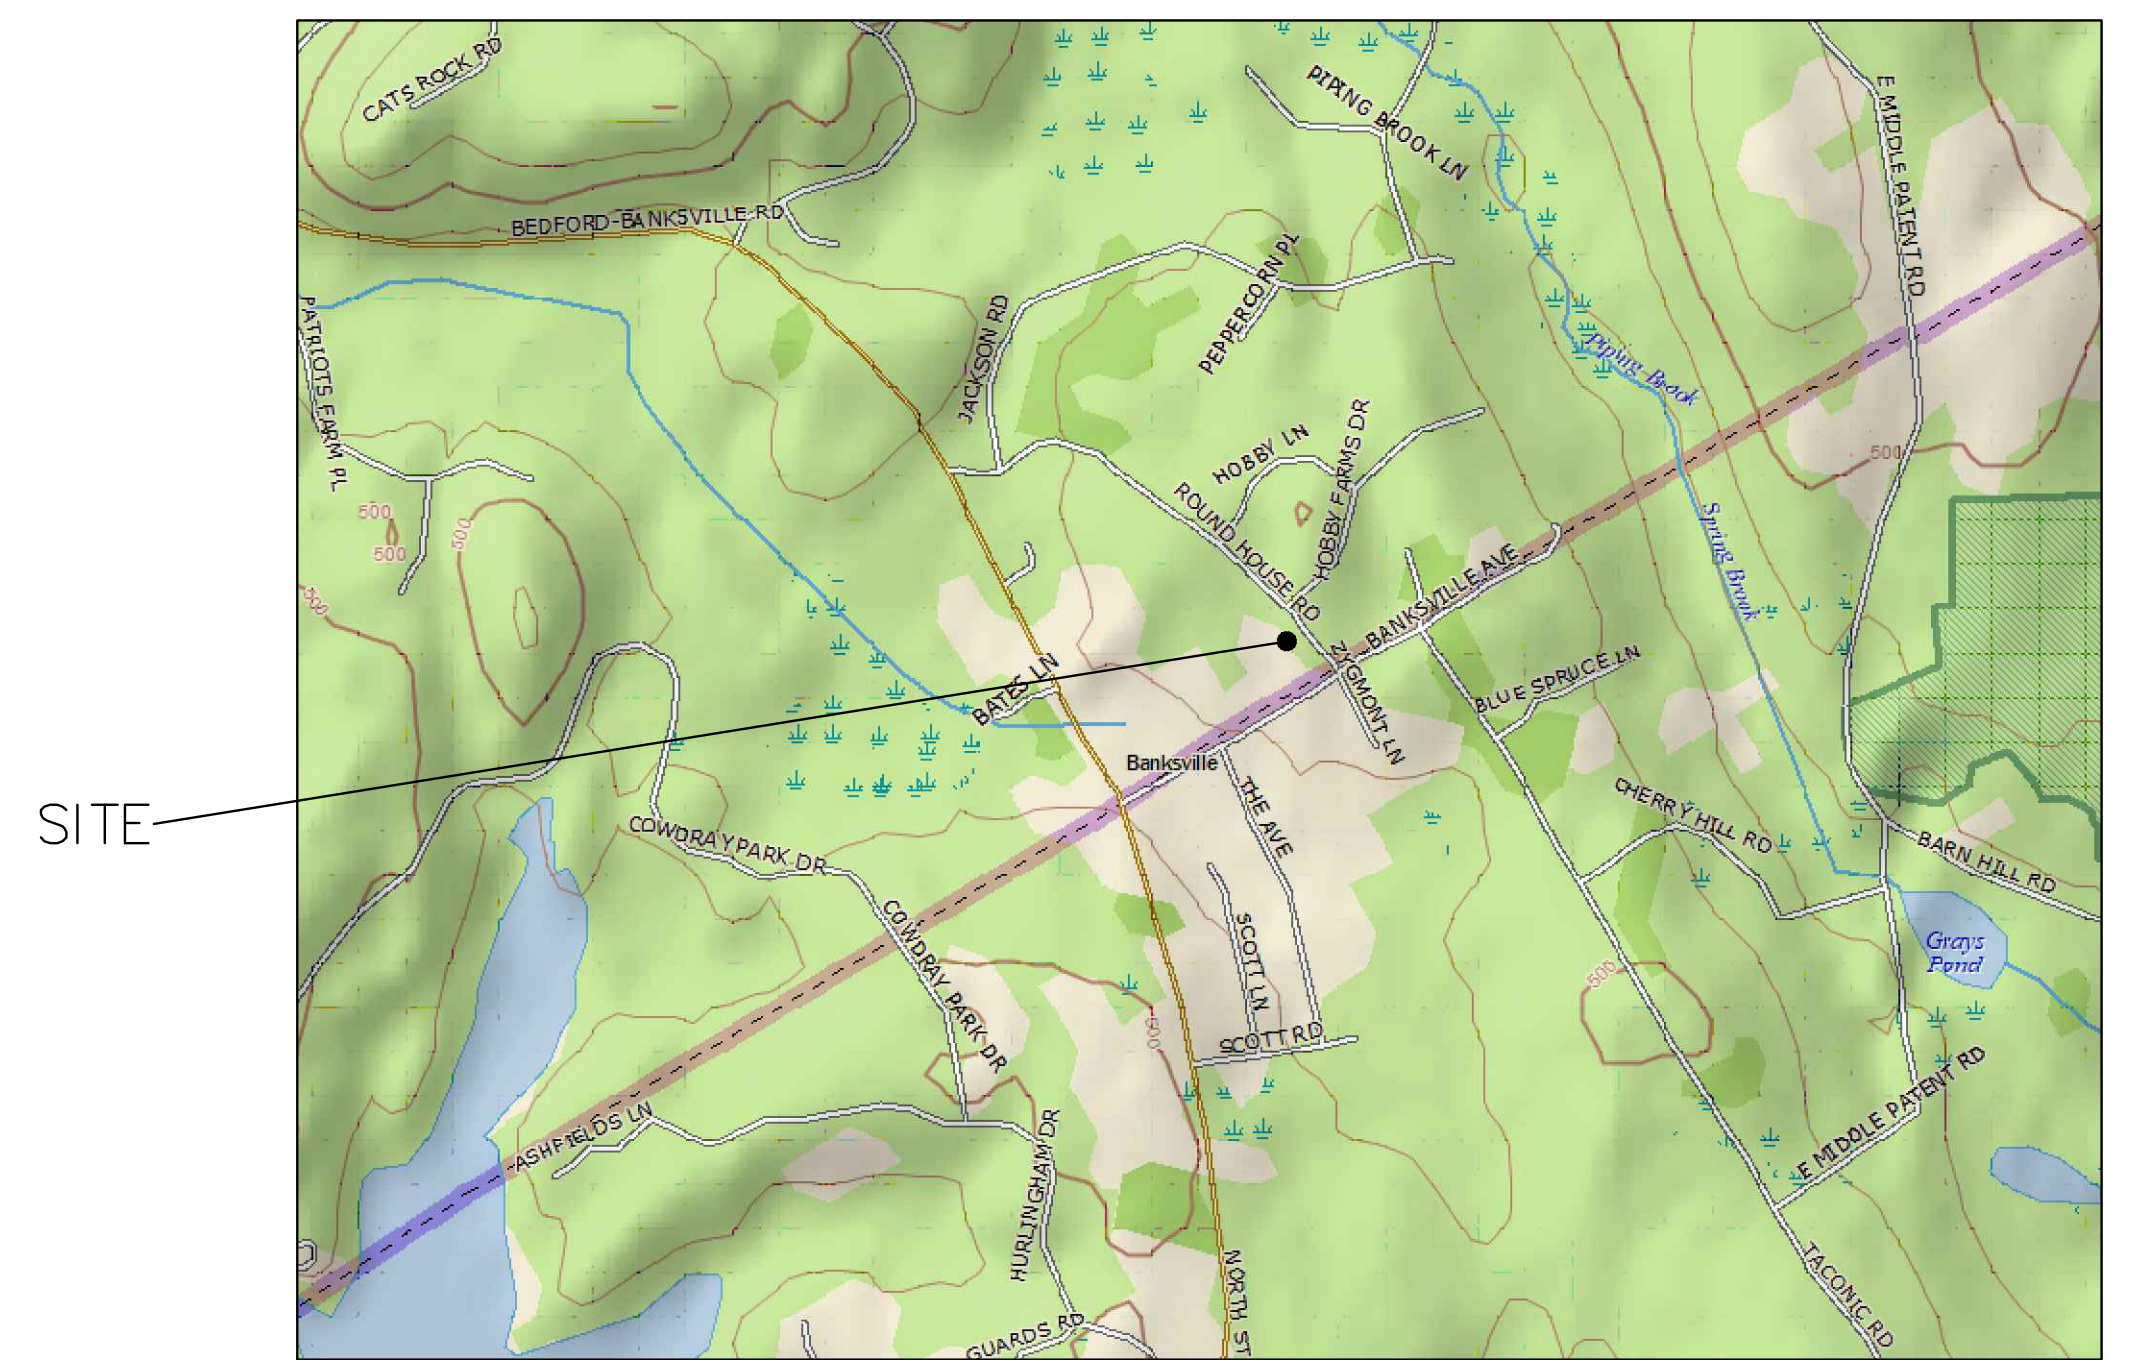 CATS ROCK RD
PIPING BROOK LN
E MIDDLE PATENT RD
BEDFORD-BANKSVILLE RD
PEPPERCORN PL
PATRIOTS FARM PL
JACKSON RD
Piping Brook
HOBBY LN
HOBBY FARMS DR
500
ROUND HOUSE RD
500
500
500
Spring Brook
BANKSVILLE AVE
500
BATES LN
ZYGMONT LN
BLUE SPRUCE LN
Banksville
THE AVE
CHERRY HILL RD
SITE
COWDRAY PARK DR
BARN HILL RD
COWDRAY PARK DR
SCOTT LN
Grays
Pond
500
500
SCOTT RD
E MIDDLE PATENT RD
ASHFIELDS LN
HURLINGHAM DR
NORTH ST
TACONIC RD
GUARDS RD